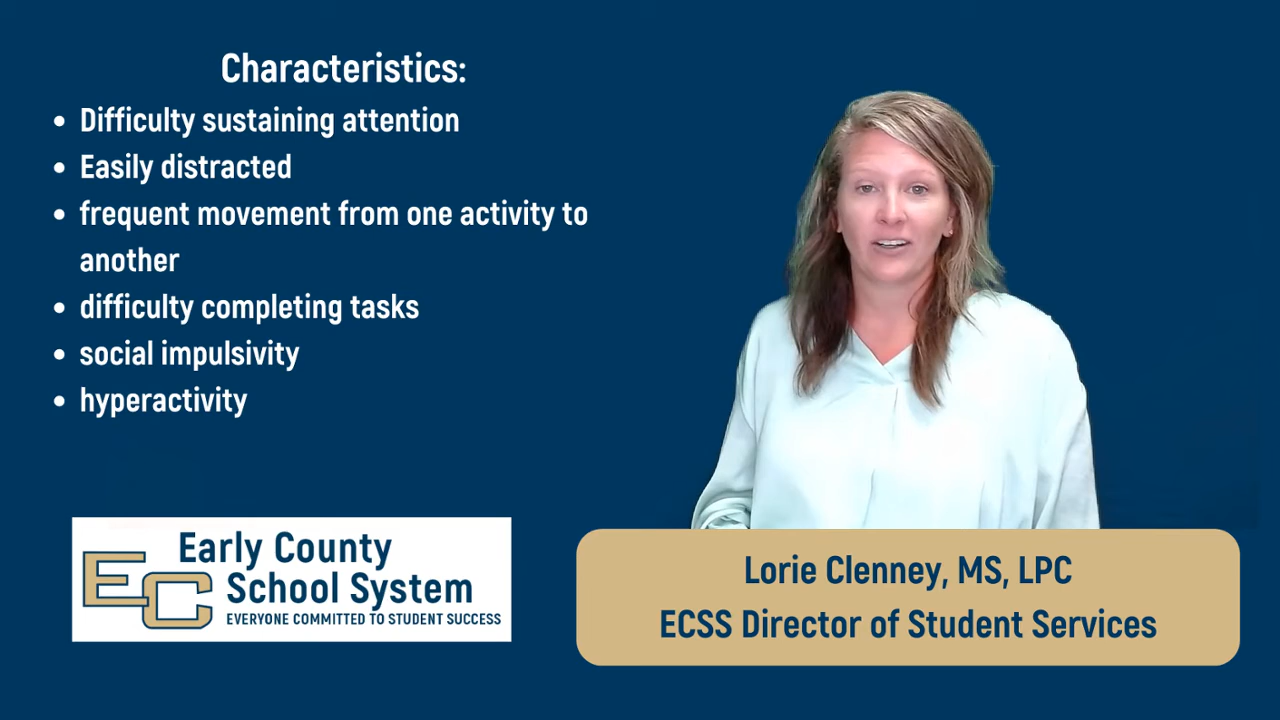 Characteristics:
• Difficulty sustaining attention
• Easily distracted
• frequent movement from one activity to
another
• difficulty completing tasks
• social impulsivity
• hyperactivity
EC
Early County
School System
EVERYONE COMMITTED TO STUDENT SUCCESS
Lorie Clenney, MS, LPC
ECSS Director of Student Services